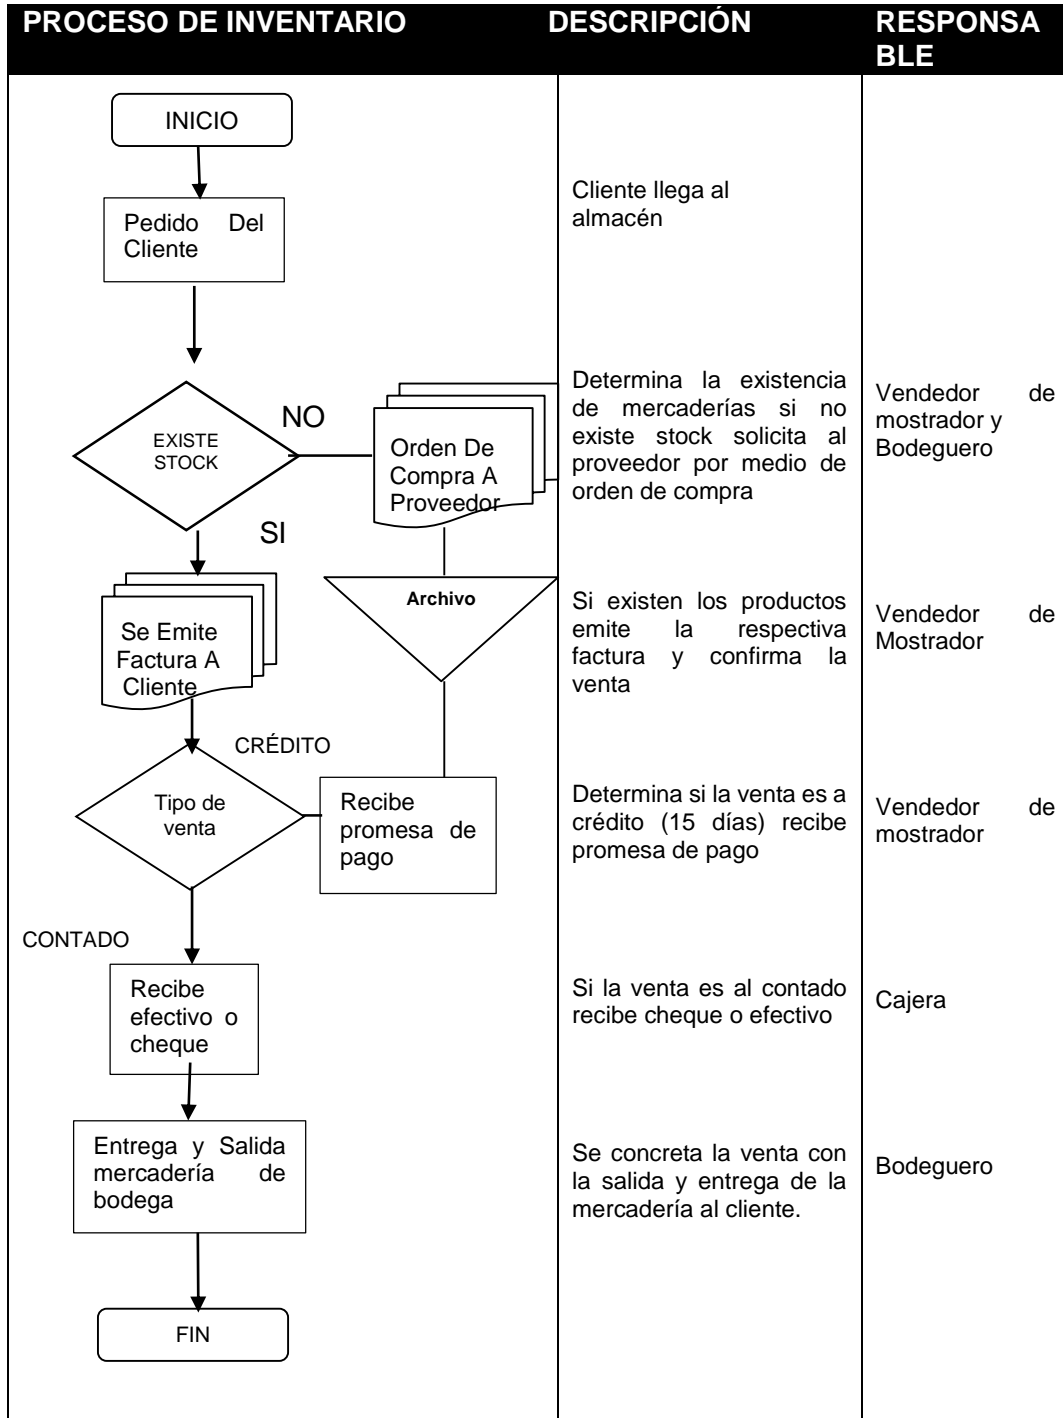 PROCESO DE INVENTARIO DESCRIPCIÓN RESPONSA
BLE
INICIO
Pedido Del
Cliente
Cliente llega al
almacén
EXISTE
STOCK
NO
Orden De
Compra A
Proveedor
Determina la existencia
de mercaderías si no
existe stock solicita al
proveedor por medio de
orden de compra
Vendedor de
mostrador y
Bodeguero
SI
Se Emite
Factura A
Cliente
Archivo
Si existen los productos
emite la respectiva
factura y confirma la
venta
Vendedor de
Mostrador
CRÉDITO
Tipo de
venta
Recibe
promesa de
pago
Determina si la venta es a
crédito (15 días) recibe
promesa de pago
Vendedor de
mostrador
CONTADO
Recibe
efectivo o
cheque
Si la venta es al contado
recibe cheque o efectivo
Cajera
Entrega y Salida
mercadería de
bodega
Se concreta la venta con
la salida y entrega de la
mercadería al cliente.
Bodeguero
FIN